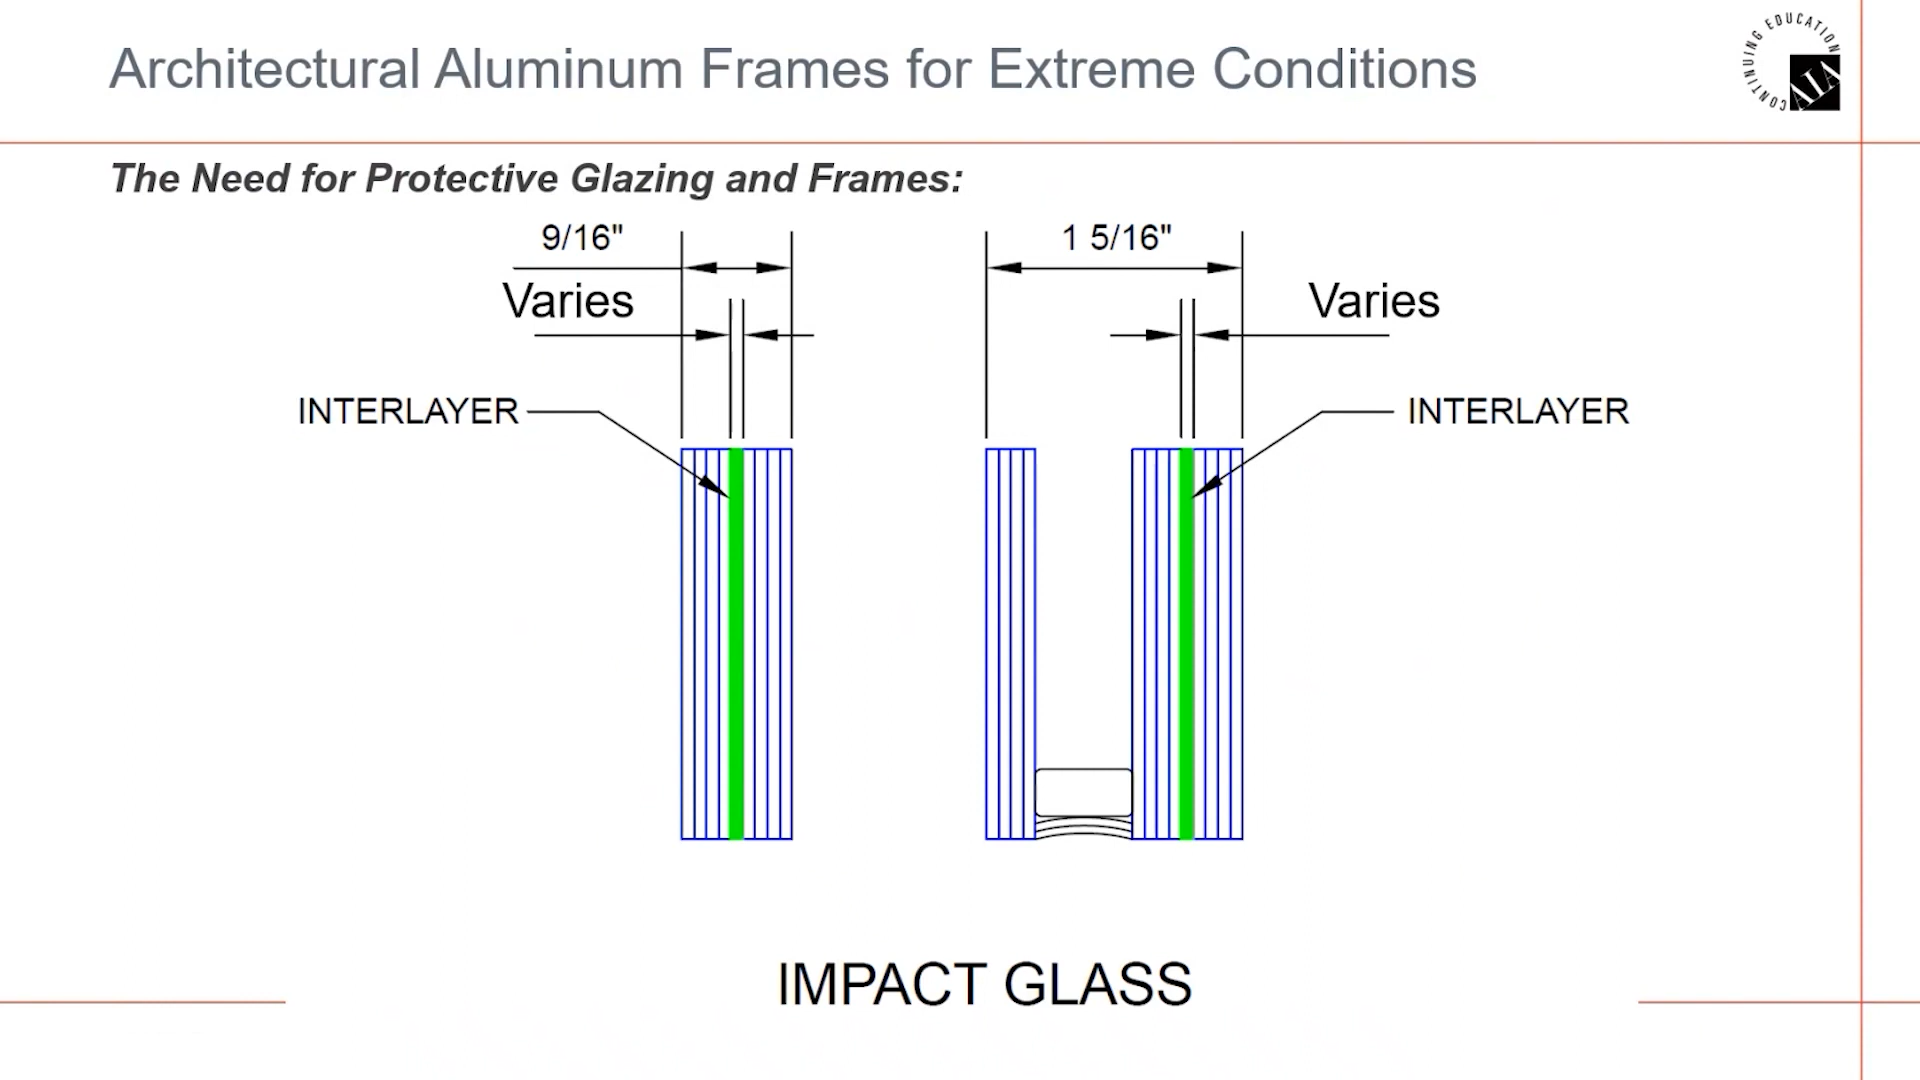 Architectural Aluminum Frames for Extreme Conditions
CONTINUING EDUCATION
AIA
The Need for Protective Glazing and Frames:
9/16"
1 5/16"
Varies
Varies
INTERLAYER
INTERLAYER
IMPACT GLASS